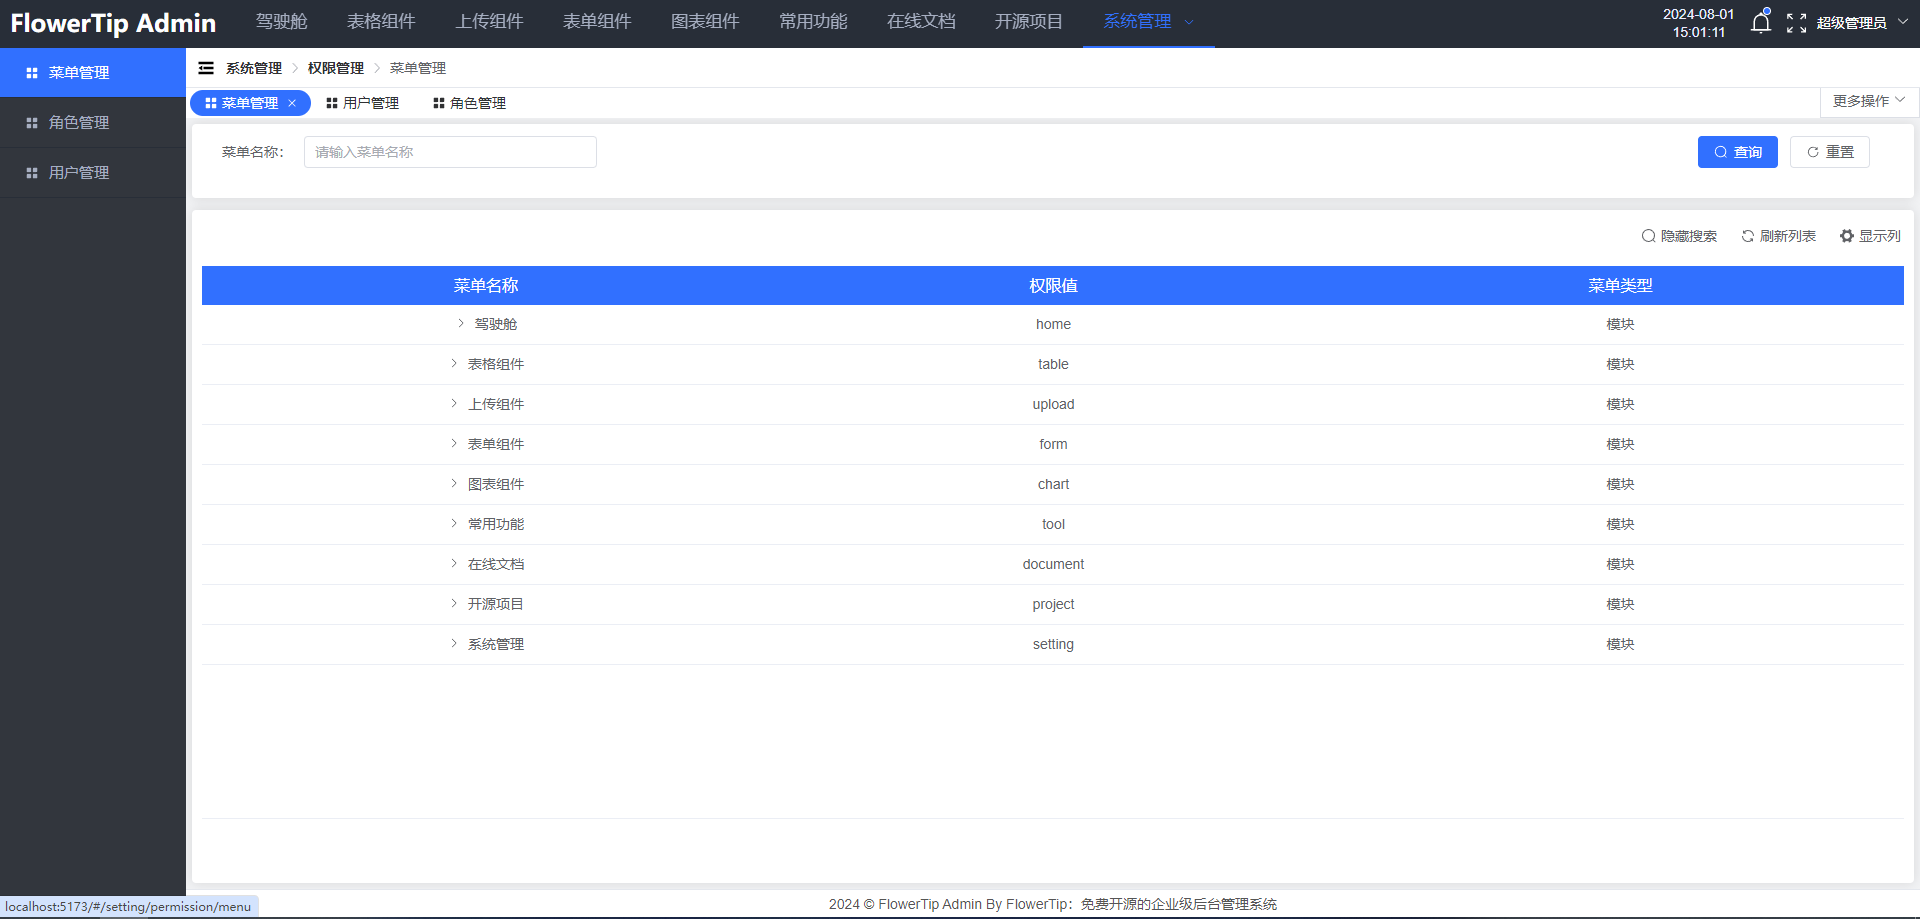 FlowerTip Admin 驾驶舱 表格组件 上传组件 表单组件 图表组件 常用功能 在线文档 开源项目 系统管理 2024-08-01 15:01:11 超级管理员
菜单管理
角色管理
用户管理
系统管理 权限管理 菜单管理
菜单管理 用户管理 角色管理 更多操作
菜单名称: 请输入菜单名称 查询 重置
隐藏搜索 刷新列表 显示列
菜单名称 权限值 菜单类型
驾驶舱 home 模块
表格组件 table 模块
上传组件 upload 模块
表单组件 form 模块
图表组件 chart 模块
常用功能 tool 模块
在线文档 document 模块
开源项目 project 模块
系统管理 setting 模块
2024 © FlowerTip Admin By FlowerTip：免费开源的企业级后台管理系统
localhost:5173/#/setting/permission/menu